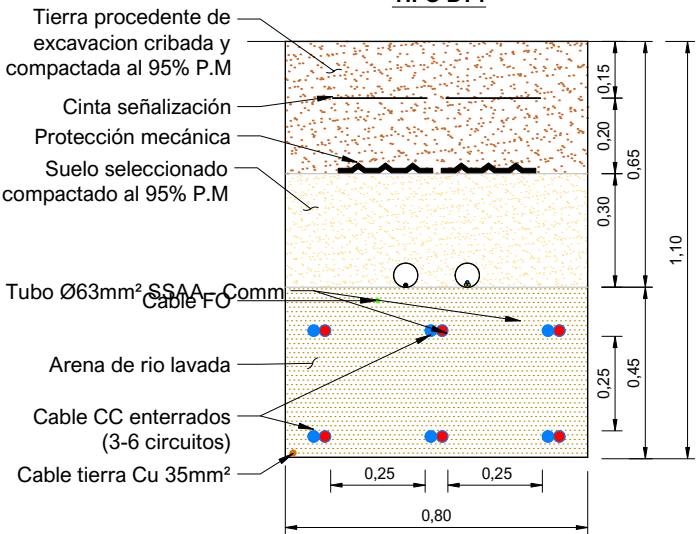 Tierra procedente de
excavacion cribada y
compactada al 95% P.M
Cinta señalización
Protección mecánica
Suelo seleccionado
compactado al 95% P.M
Tubo Ø63mm² SSAA - Comm
Cable FO
Arena de rio lavada
Cable CC enterrados
(3-6 circuitos)
Cable tierra Cu 35mm²
0,15
0,20
0,30
0,65
1,10
0,25
0,45
0,25
0,25
0,80